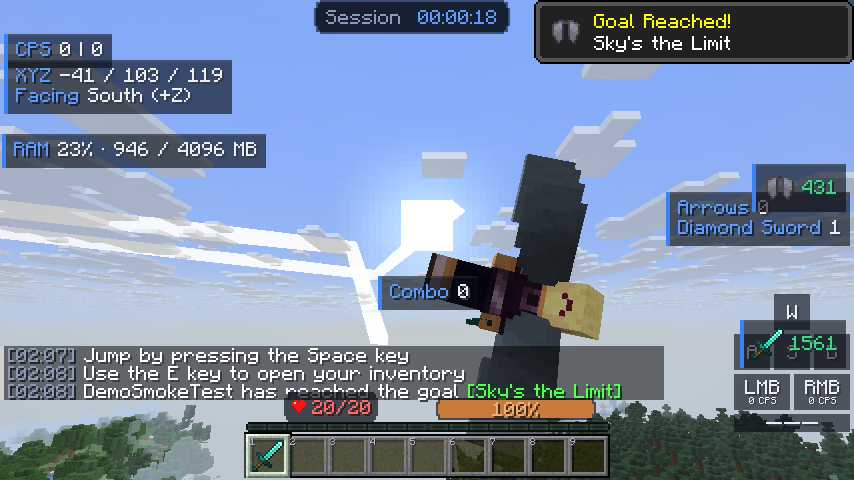 Session 00:00:18
Goal Reached!
Sky's the Limit
CPS 0 | 0
XYZ -41 / 103 / 119
Facing South (+Z)
RAM 23% · 946 / 4096 MB
431
Arrows 0
Diamond Sword 1
Combo 0
W
1561
A S D
[02:07] Jump by pressing the Space key
[02:08] Use the E key to open your inventory
[02:08] DemoSmokeTest has reached the goal [Sky's the Limit]
LMB RMB
0 CPS 0 CPS
20/20
100%
1 2 3 4 5 6 7 8 9